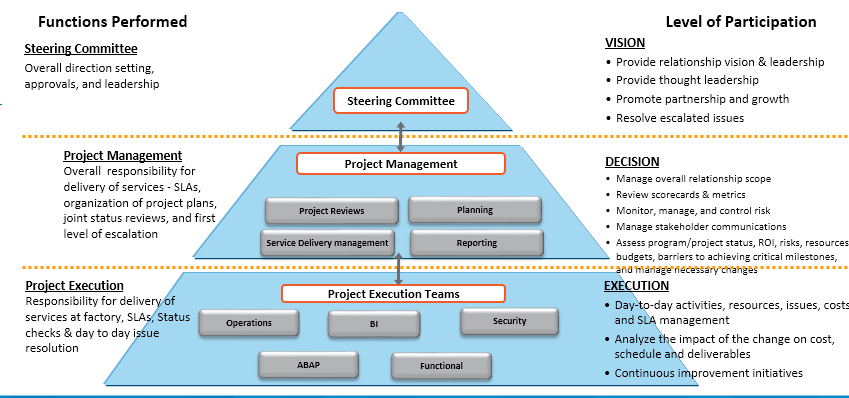 Functions Performed
Level of Participation
Steering Committee
Overall direction setting,
approvals, and leadership
Steering Committee
VISION
• Provide relationship vision & leadership
• Provide thought leadership
• Promote partnership and growth
• Resolve escalated issues
Project Management
Overall responsibility for
delivery of services - SLAs,
organization of project plans,
joint status reviews, and first
level of escalation
Project Management
Project Reviews
Planning
Service Delivery management
Reporting
DECISION
• Manage overall relationship scope
• Review scorecards & metrics
• Monitor, manage, and control risk
• Manage stakeholder communications
• Assess program/project status, ROI, risks, resources
budgets, barriers to achieving critical milestones,
and manage necessary changes
Project Execution
Responsibility for delivery of
services at factory, SLAs, Status
checks & day to day issue
resolution
Project Execution Teams
Operations
BI
Security
ABAP
Functional
EXECUTION
• Day-to-day activities, resources, issues, costs
and SLA management
• Analyze the impact of the change on cost,
schedule and deliverables
• Continuous improvement initiatives